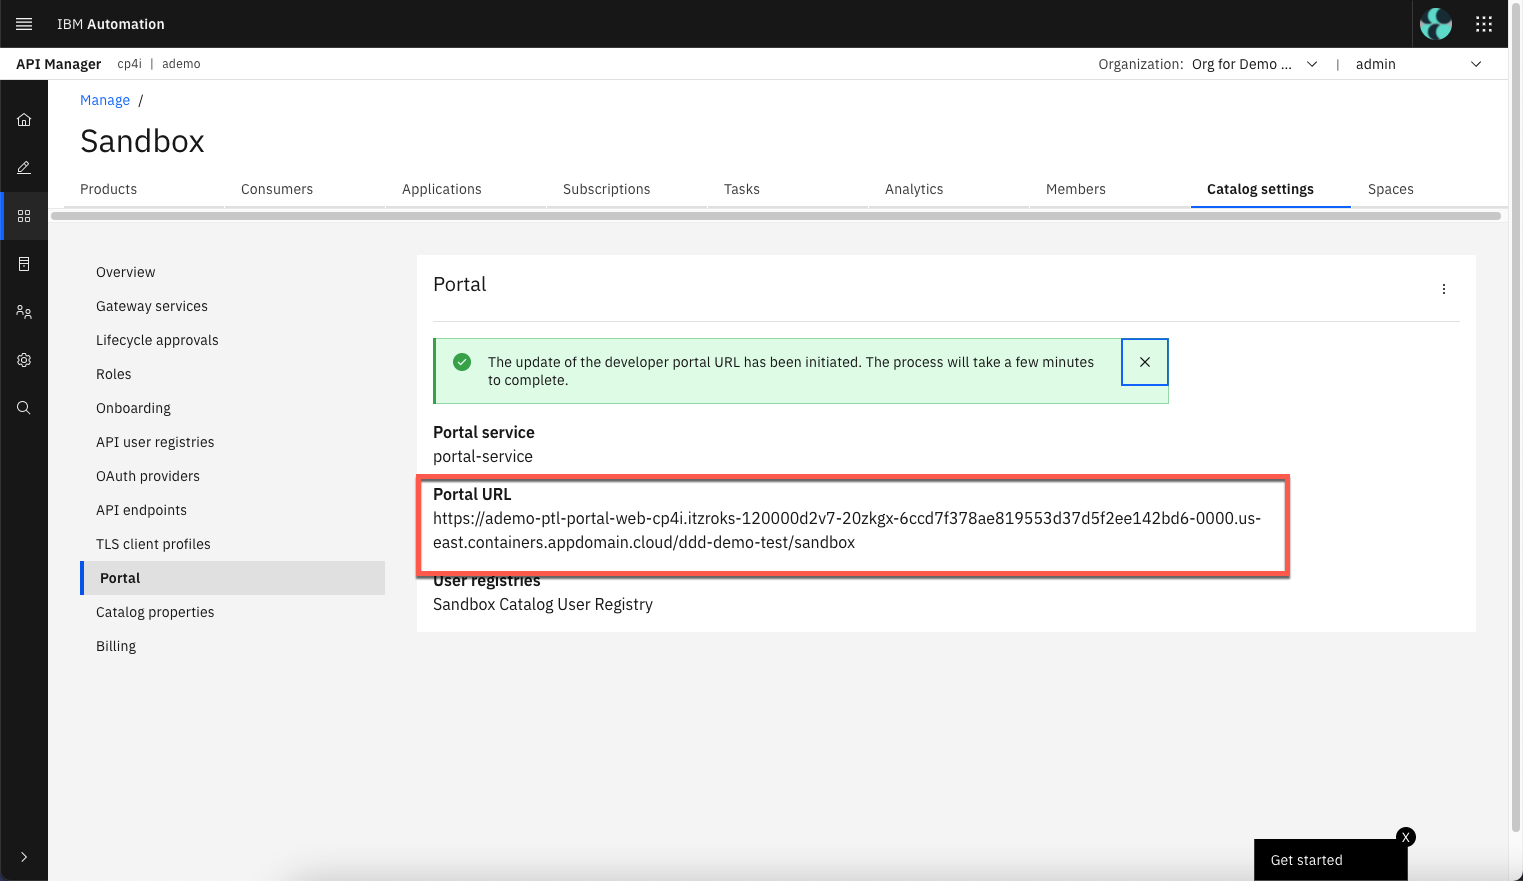 IBM Automation
API Manager cp4i | ademo Organization: Org for Demo ... | admin
Manage /
Sandbox
Products Consumers Applications Subscriptions Tasks Analytics Members Catalog settings Spaces
Overview
Gateway services
Lifecycle approvals
Roles
Onboarding
API user registries
OAuth providers
API endpoints
TLS client profiles
Portal
Catalog properties
Billing
Portal
The update of the developer portal URL has been initiated. The process will take a few minutes
to complete.
Portal service
portal-service
Portal URL
https://ademo-ptl-portal-web-cp4i.itzroks-120000d2v7-20zkgx-6ccd7f378ae819553d37d5f2ee142bd6-0000.us-
east.containers.appdomain.cloud/ddd-demo-test/sandbox
User registries
Sandbox Catalog User Registry
X
Get started